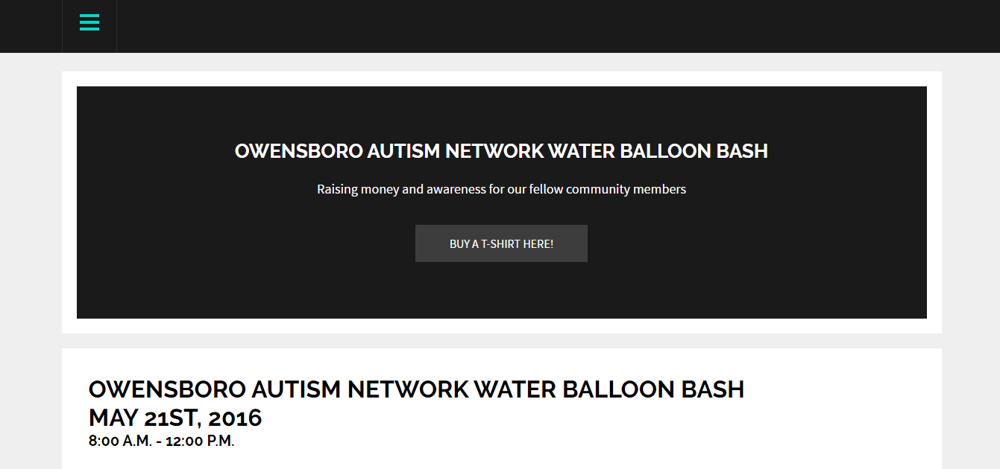 OWENSBORO AUTISM NETWORK WATER BALLOON BASH
Raising money and awareness for our fellow community members
BUY A T-SHIRT HERE!
OWENSBORO AUTISM NETWORK WATER BALLOON BASH
MAY 21ST, 2016
8:00 A.M. - 12:00 P.M.